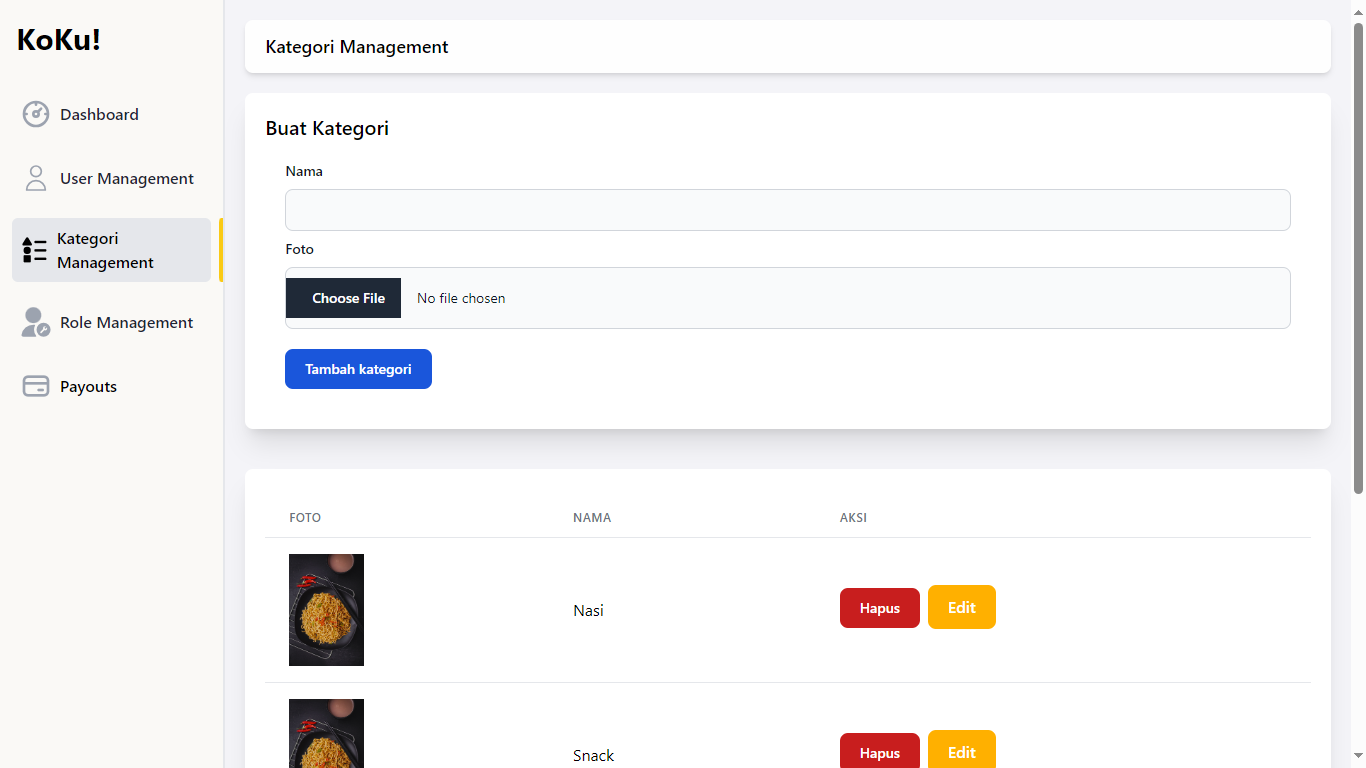 KoKu!
Dashboard
User Management
Kategori
Management
Role Management
Payouts
Kategori Management
Buat Kategori
Nama
Foto
Choose File No file chosen
Tambah kategori
FOTO NAMA AKSI
Nasi Hapus Edit
Snack Hapus Edit